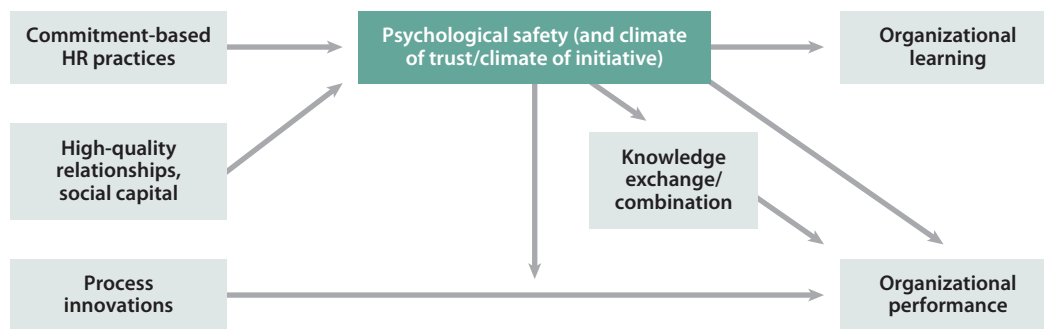 Commitment-based
HR practices
Psychological safety (and climate
of trust/climate of initiative)
Organizational
learning
High-quality
relationships,
social capital
Knowledge
exchange/
combination
Process
innovations
Organizational
performance